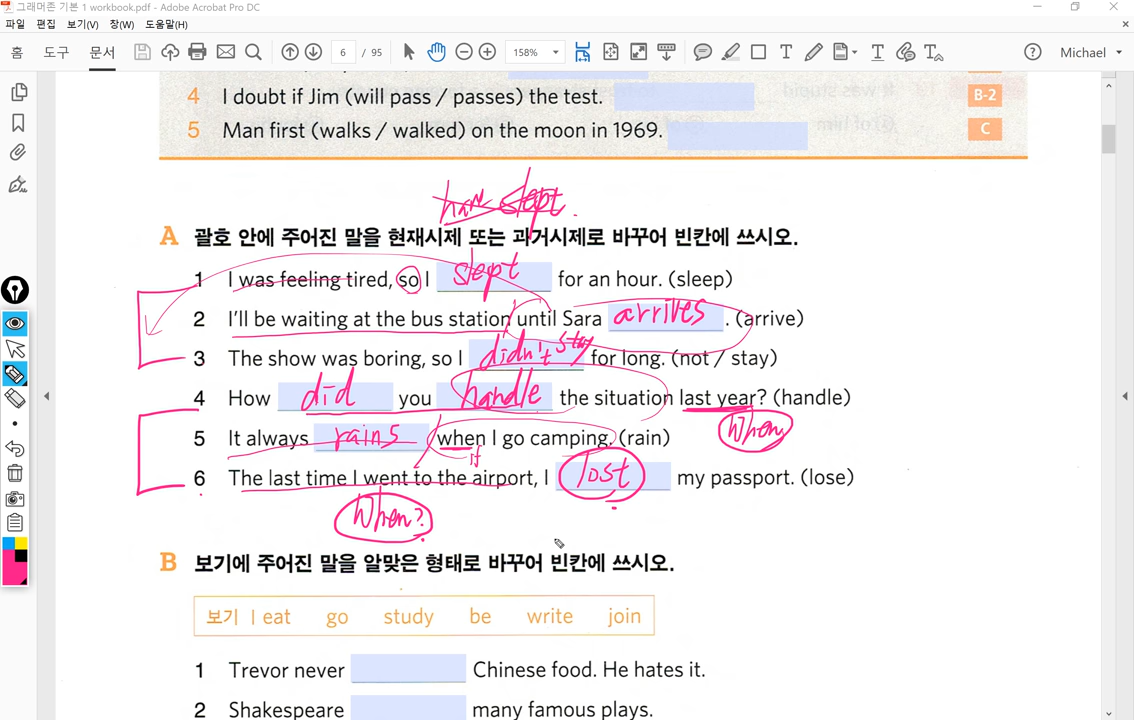 그래머존 기본 1 workbook.pdf - Adobe Acrobat Pro DC
파일 편집 보기(V) 창(W) 도움말(H)
홈 도구 문서 6 / 95 158% Michael
4 I doubt if Jim (will pass / passes) the test. B-2
5 Man first (walks / walked) on the moon in 1969. C
have slept
A 괄호 안에 주어진 말을 현재시제 또는 과거시제로 바꾸어 빈칸에 쓰시오.
1 I was feeling tired, so I slept for an hour. (sleep)
2 I'll be waiting at the bus station until Sara arrives . (arrive)
3 The show was boring, so I didn't stay for long. (not / stay)
4 How did you handle the situation last year? (handle)
When
5 It always rains when I go camping. (rain)
if
6 The last time I went to the airport, I lost my passport. (lose)
When?
B 보기에 주어진 말을 알맞은 형태로 바꾸어 빈칸에 쓰시오.
보기 | eat go study be write join
1 Trevor never Chinese food. He hates it.
2 Shakespeare many famous plays.